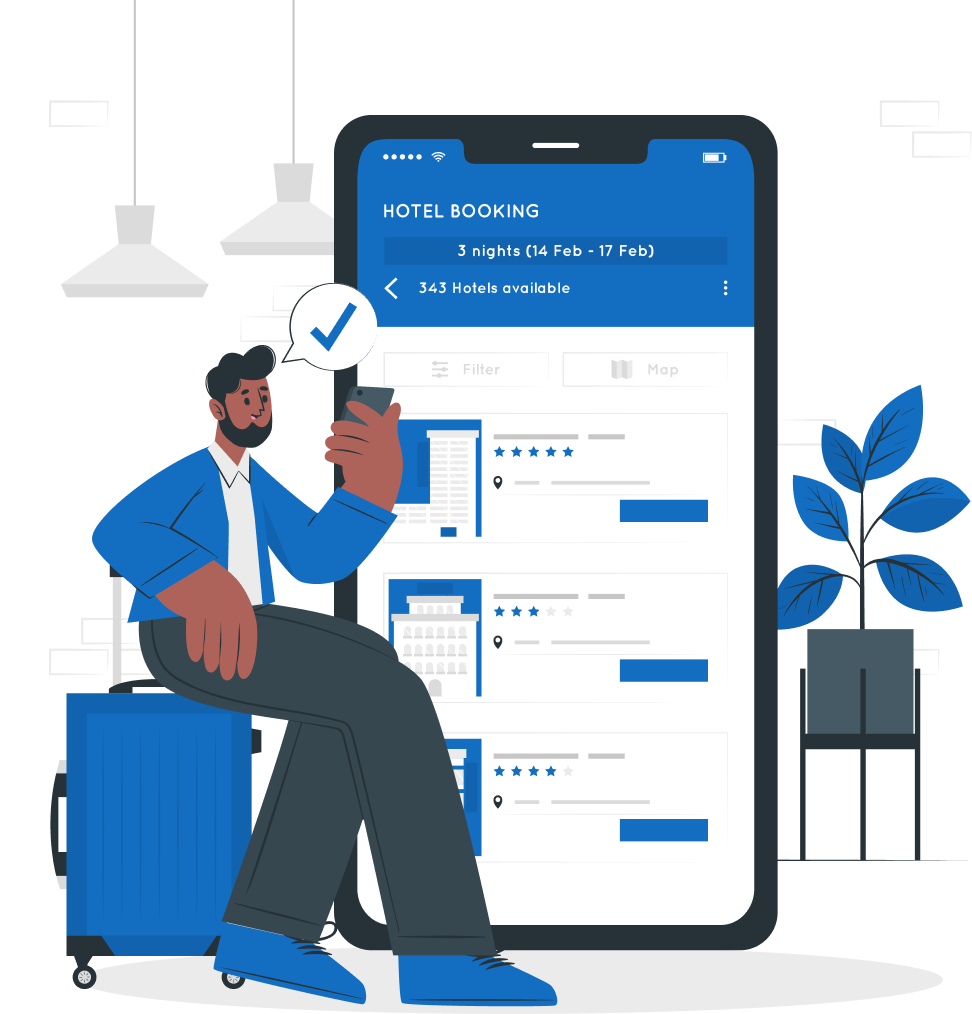 HOTEL BOOKING
3 nights (14 Feb - 17 Feb)
343 Hotels available
Filter
Map